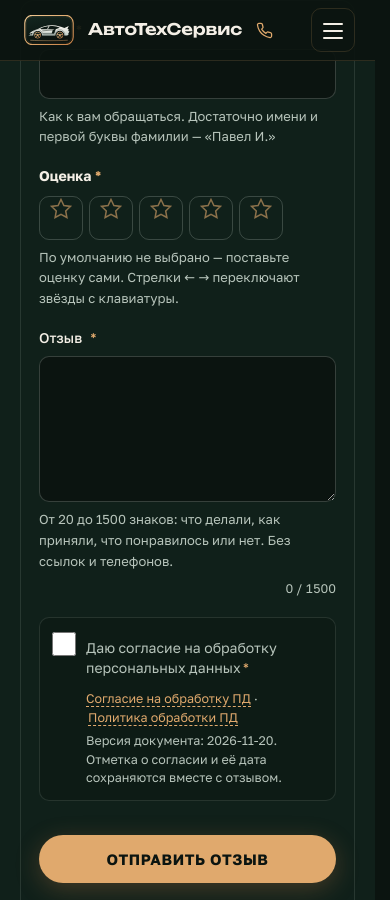 АвтоТехСервис
Как к вам обращаться. Достаточно имени и
первой буквы фамилии — «Павел И.»
Оценка *
По умолчанию не выбрано — поставьте
оценку сами. Стрелки ← → переключают
звёзды с клавиатуры.
Отзыв *
От 20 до 1500 знаков: что делали, как
приняли, что понравилось или нет. Без
ссылок и телефонов.
0 / 1500
Даю согласие на обработку
персональных данных *
Согласие на обработку ПД ·
Политика обработки ПД
Версия документа: 2026-11-20.
Отметка о согласии и её дата
сохраняются вместе с отзывом.
ОТПРАВИТЬ ОТЗЫВ